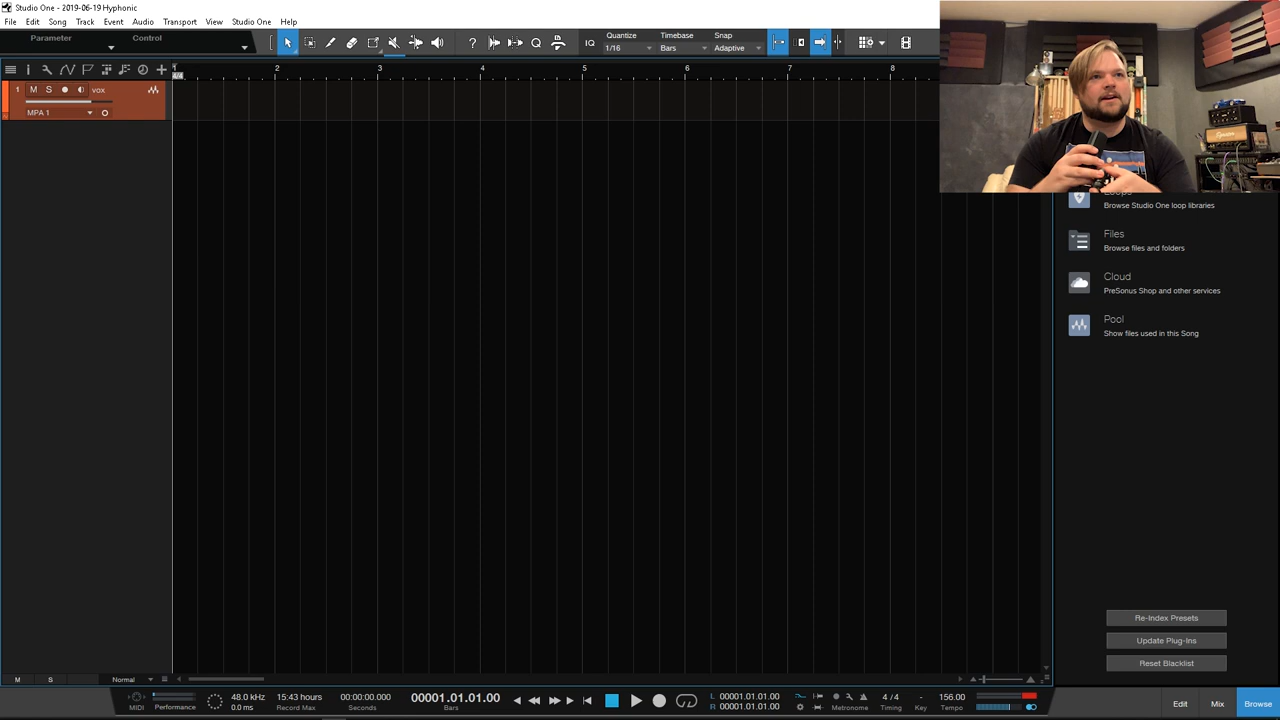 Studio One - 2019-06-19 Hyphonic
File Edit Song Track Event Audio Transport View Studio One Help
Parameter Control
IQ
Quantize Timebase Snap
1/16 Bars Adaptive
2 3 4 5 6 7 8
4/4
1 M S vox
MPA 1
Browse Studio One loop libraries
Files
Browse files and folders
Cloud
PreSonus Shop and other services
Pool
Show files used in this Song
Re-Index Presets
Update Plug-Ins
Reset Blacklist
M S Normal
MIDI Performance
48.0 kHz
0.0 ms
15:43 hours
Record Max
00:00:00.000
Seconds
00001.01.01.00
Bars
L 00001.01.01.00
R 00001.01.01.00
Metronome
4 / 4
Timing
-
Key
156.00
Tempo
Edit Mix Browse